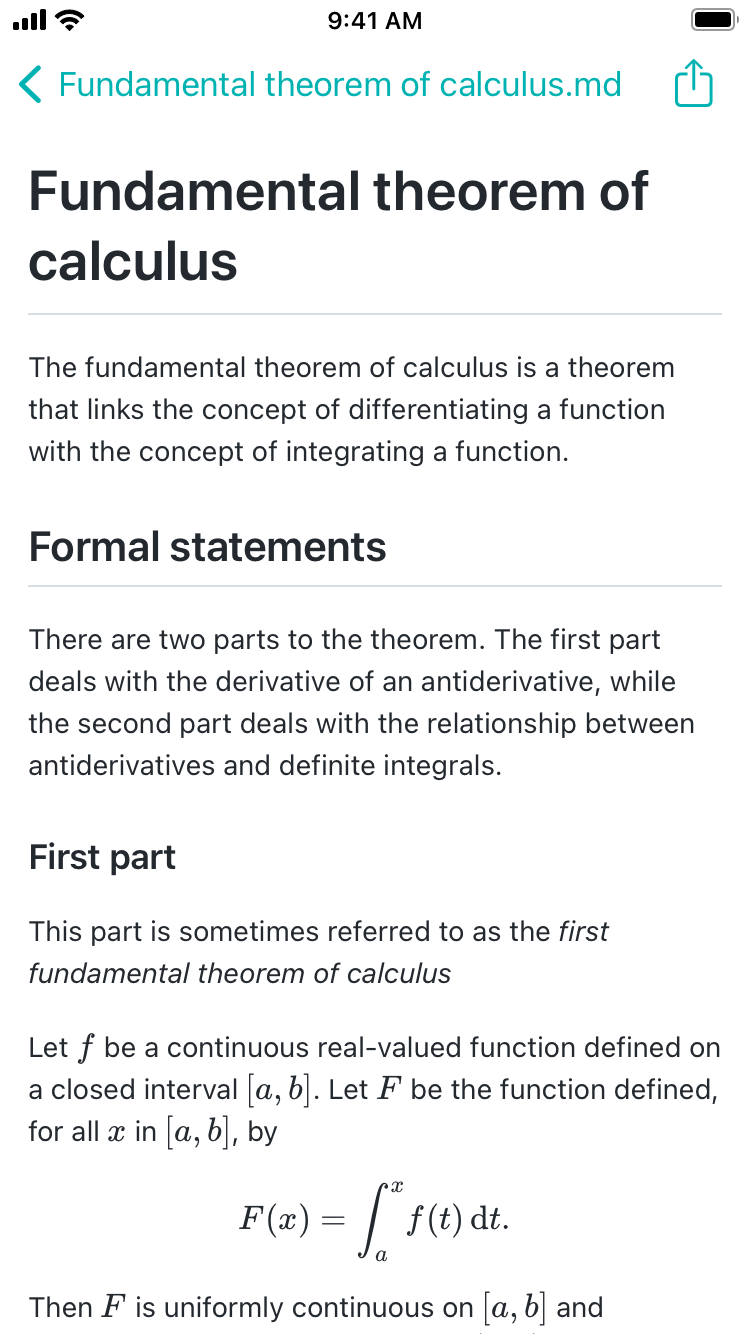 9:41 AM
Fundamental theorem of calculus.md
Fundamental theorem of
calculus
The fundamental theorem of calculus is a theorem
that links the concept of differentiating a function
with the concept of integrating a function.
Formal statements
There are two parts to the theorem. The first part
deals with the derivative of an antiderivative, while
the second part deals with the relationship between
antiderivatives and definite integrals.
First part
This part is sometimes referred to as the first
fundamental theorem of calculus
Let f be a continuous real-valued function defined on
a closed interval [a, b]. Let F be the function defined,
for all x in [a, b], by
F(x) = ∫ₐˣ f(t) dt.
Then F is uniformly continuous on [a, b] and